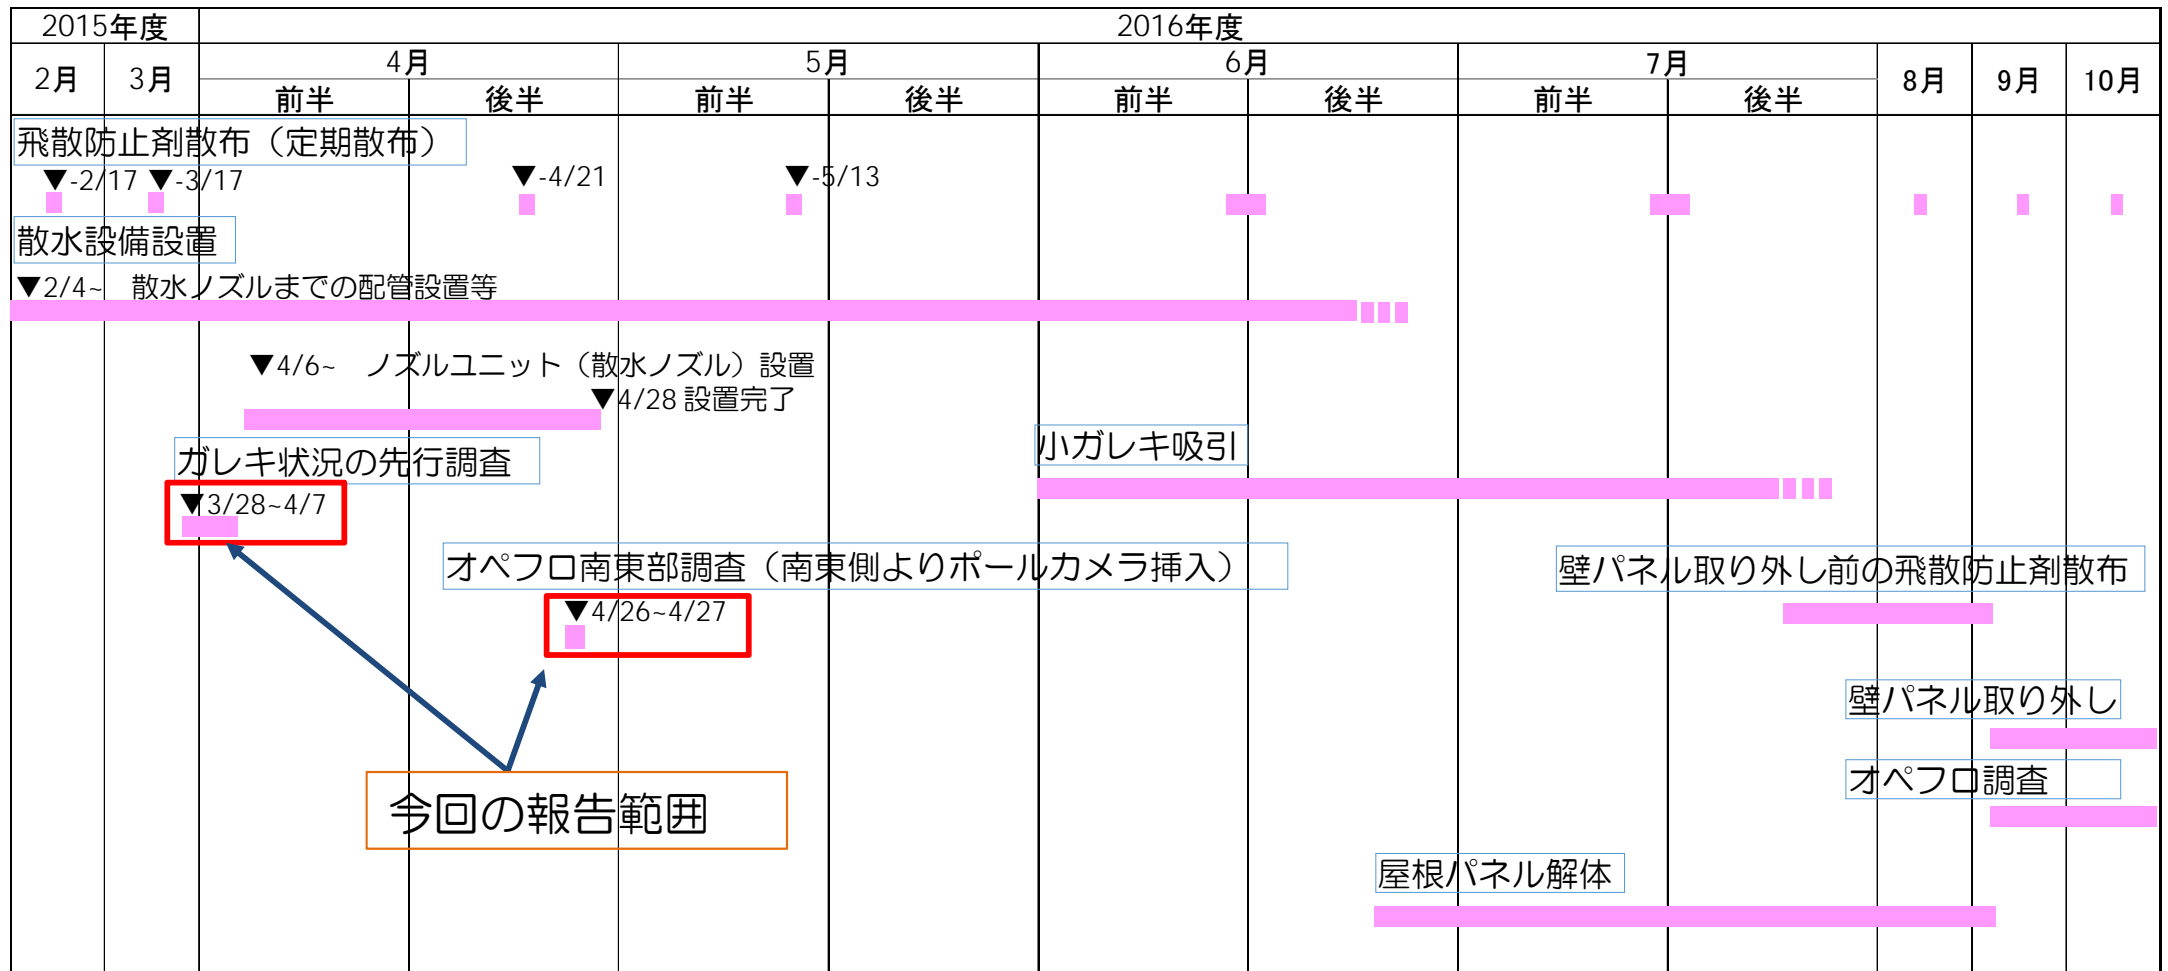 2015年度 2016年度
2月 3月 4月 5月 6月 7月 8月 9月 10月
前半 後半 前半 後半 前半 後半 前半 後半
飛散防止剤散布（定期散布）
▼-2/17 ▼-3/17 ▼-4/21 ▼-5/13
散水設備設置
▼2/4~ 散水ノズルまでの配管設置等
▼4/6~ ノズルユニット（散水ノズル）設置
▼4/28 設置完了
ガレキ状況の先行調査
小ガレキ吸引
▼3/28~4/7
オペフロ南東部調査（南東側よりポールカメラ挿入）
壁パネル取り外し前の飛散防止剤散布
▼4/26~4/27
壁パネル取り外し
オペフロ調査
今回の報告範囲
屋根パネル解体